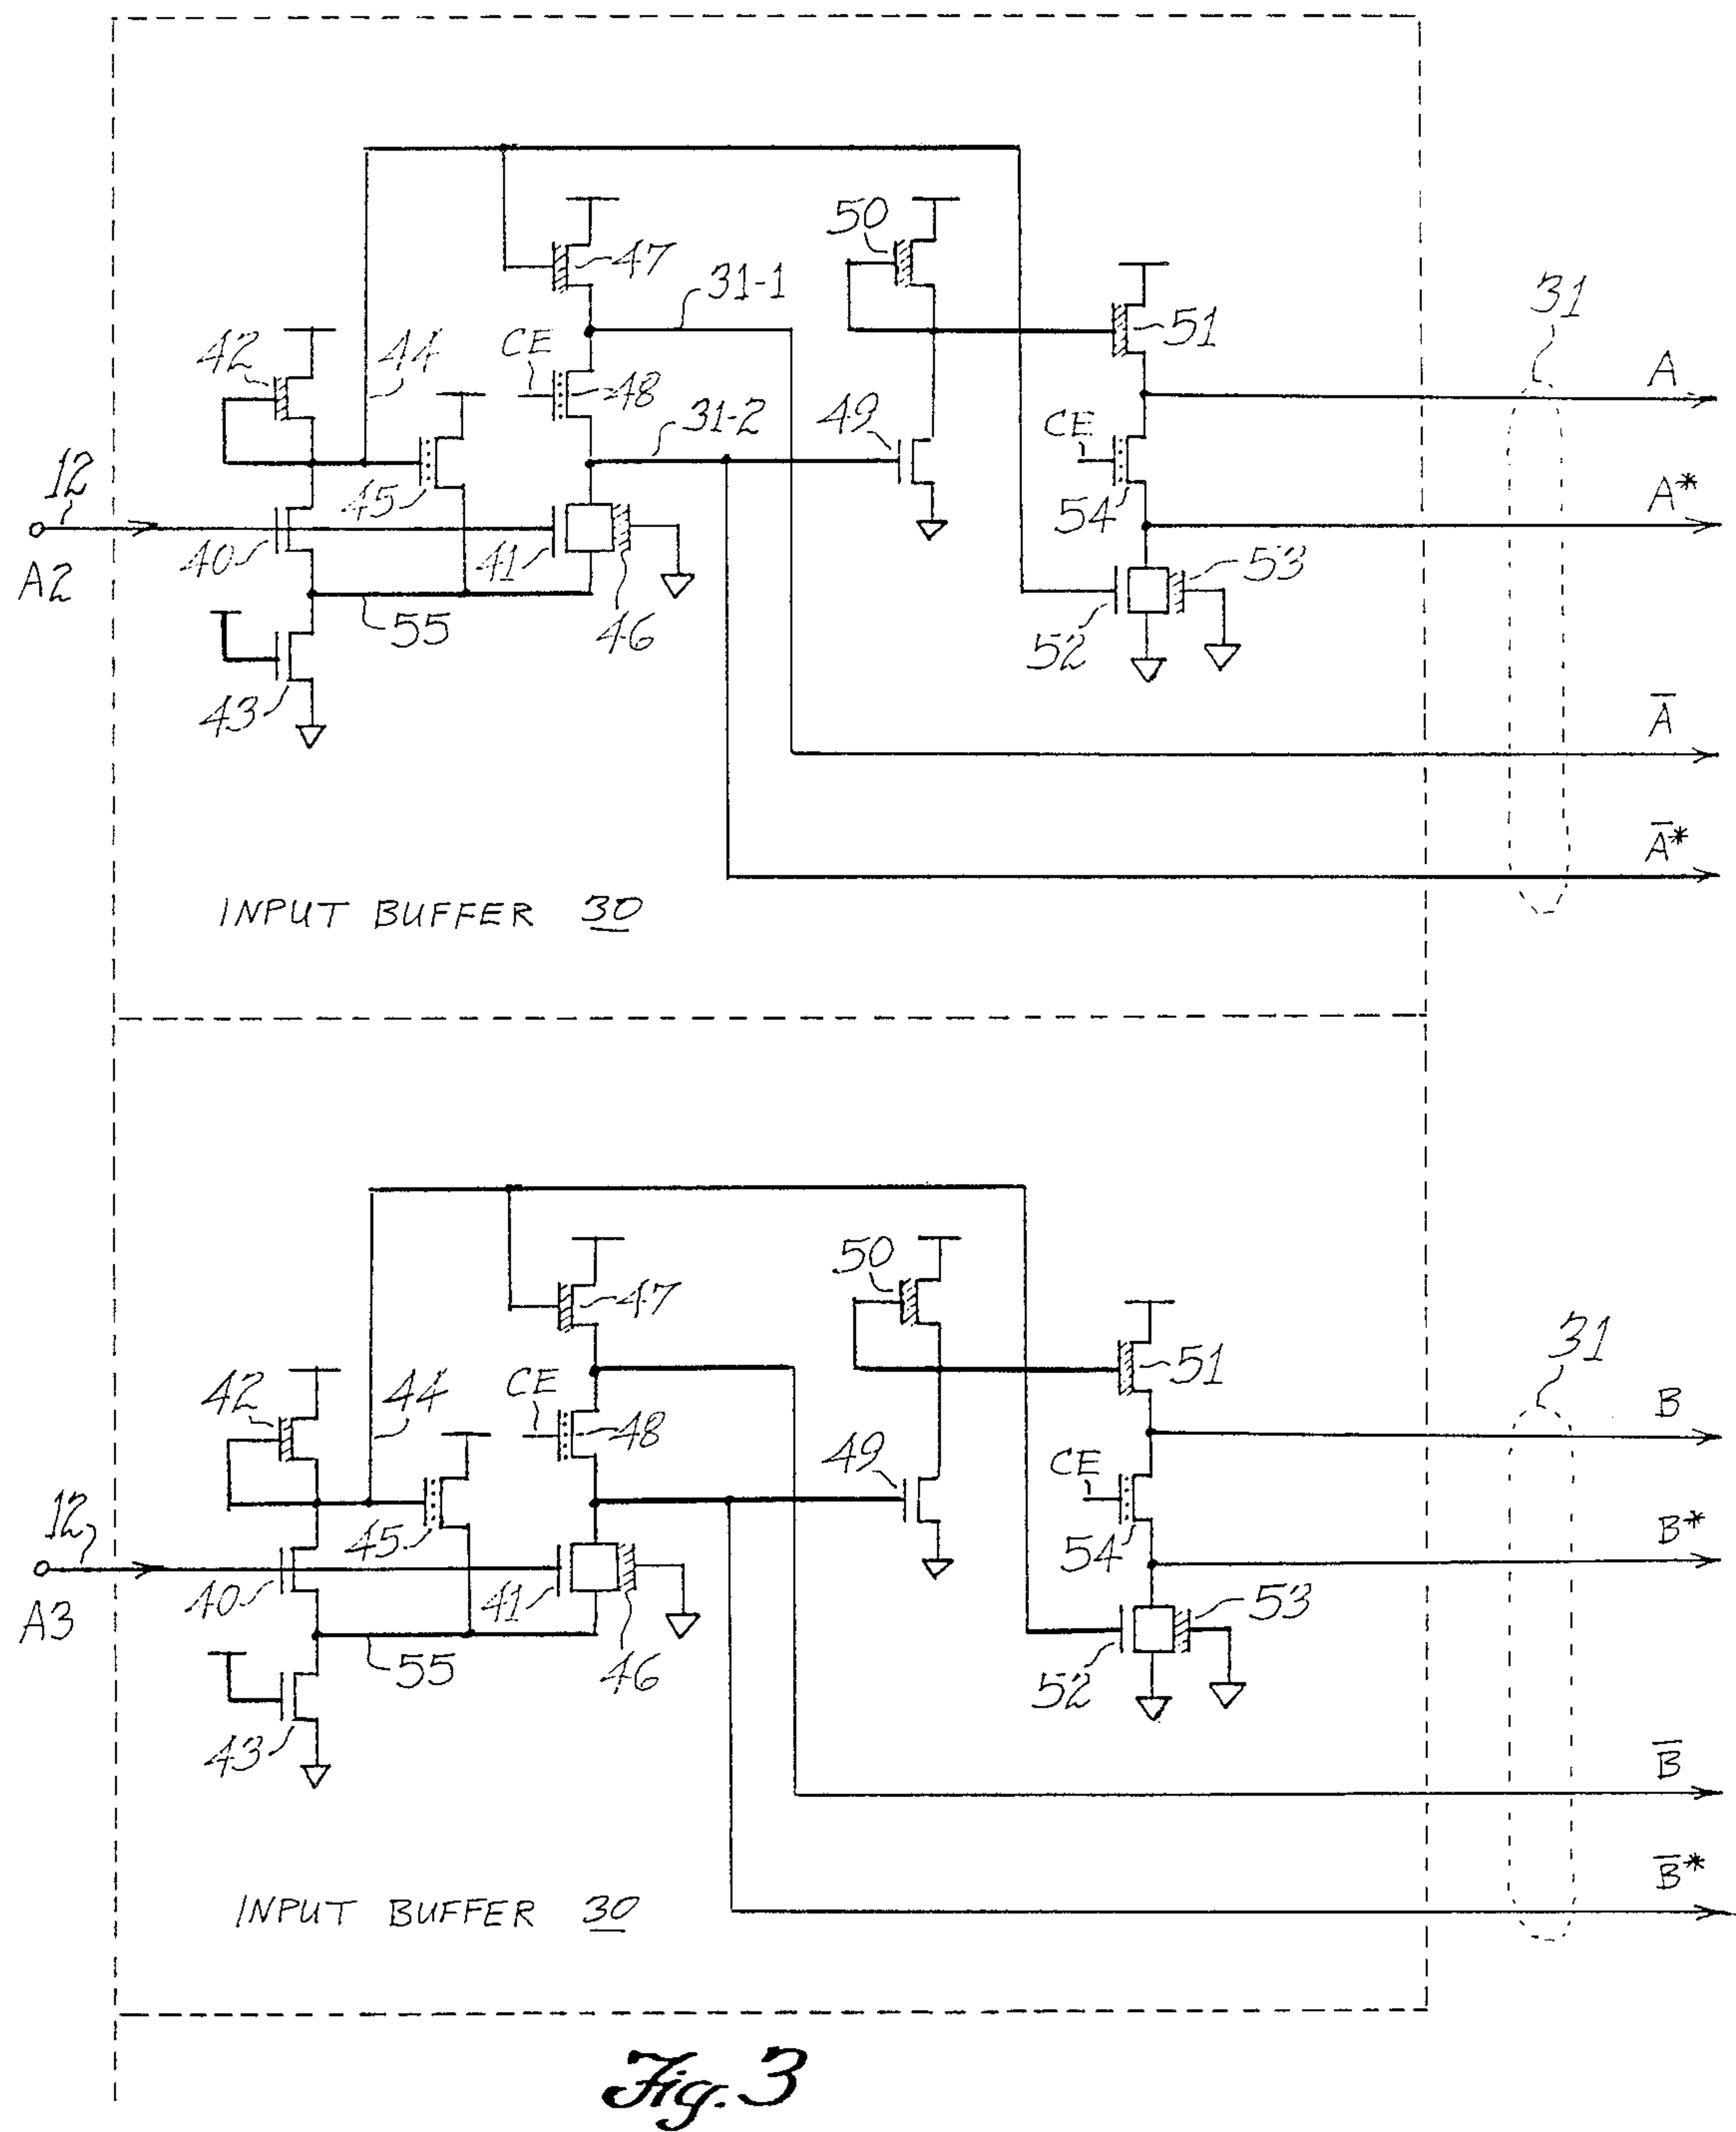 47
50
31-1
51
31
42
44
CE
48
A
31-2
49
CE
12
45
54
A*
40
41
53
A2
55
46
52
43
A̅
A̅*
INPUT BUFFER 30
47
50
51
31
42
44
CE
48
B
49
CE
12
45
54
B*
40
41
53
A3
55
46
52
43
B̅
B̅*
INPUT BUFFER 30
Fig. 3